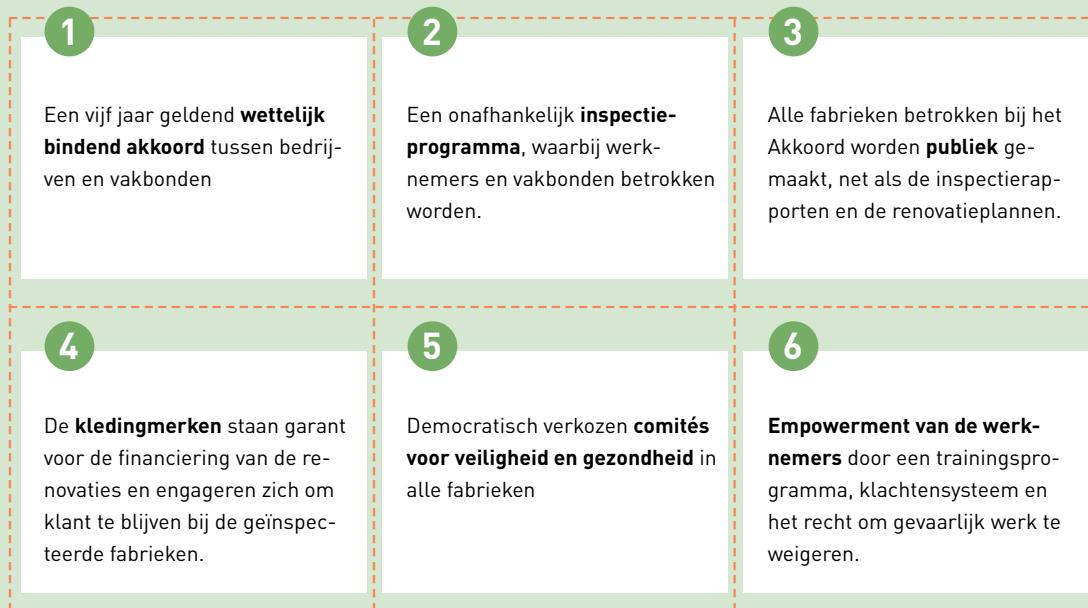 1
Een vijf jaar geldend wettelijk
bindend akkoord tussen bedrij-
ven en vakbonden
2
Een onafhankelijk inspectie-
programma, waarbij werk-
nemers en vakbonden betrokken
worden.
3
Alle fabrieken betrokken bij het
Akkoord worden publiek ge-
maakt, net als de inspectierap-
porten en de renovatieplannen.
4
De kledingmerken staan garant
voor de financiering van de re-
novaties en engageren zich om
klant te blijven bij de geïnspec-
teerde fabrieken.
5
Democratisch verkozen comités
voor veiligheid en gezondheid in
alle fabrieken
6
Empowerment van de werk-
nemers door een trainingspro-
gramma, klachtensysteem en
het recht om gevaarlijk werk te
weigeren.